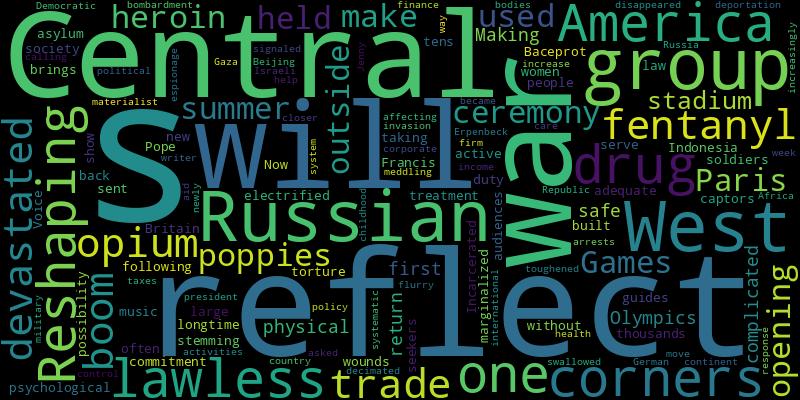 Democratic bombardment finance bodies disappeared deportation
asylum heroin held make used America
society signaled tens way Making Baceprot increase law
brings espionage Gaza Beijing calling political Israeli help deny
Central group Russia increasingly
materialist outside women people stadium
summer closer affecting ceremony fentanyl
S Will invasion taking corporate Erpenbeck care
Pope new Now system became firm active Indonesia soldiers
show writer Francis meddling serve drug adequate Paris
back sent aid newly electrified treatment income duty Republic captors Africa week
devastated Reshaping Voice Britain Russian childhood audiences war safe built arrests West
opium poppies torture
following taxes first Incarcerated marginalized toughened Games
possibility president flurry international guides Olympics complicated
boom reflect
music large policy return seekers without health thousands opening
military longtime physical
often stemming systematic
commitment activities country asked wounds swallowed German move continent response
psychological control lawless decimated trade one corners